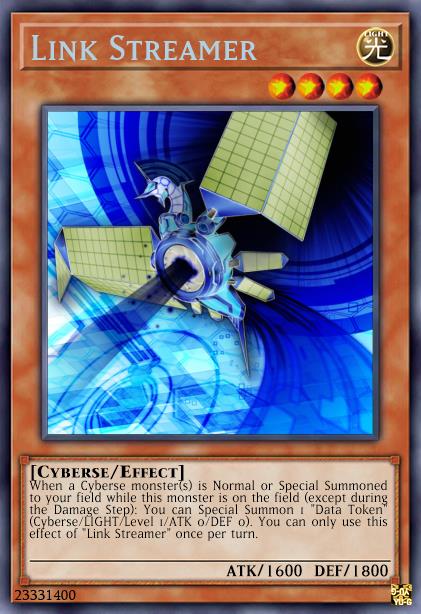 LINK STREAMER
LIGHT
光
[CYBERSE/EFFECT]
When a Cyberse monster(s) is Normal or Special Summoned
to your field while this monster is on the field (except during
the Damage Step): You can Special Summon 1 "Data Token"
(Cyberse/LIGHT/Level 1/ATK 0/DEF 0). You can only use this
effect of "Link Streamer" once per turn.
ATK/1600 DEF/1800
23331400